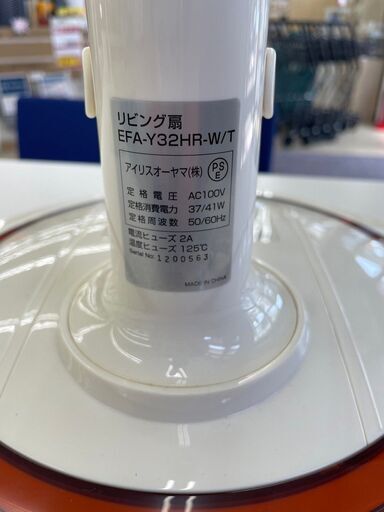 リビング扇
EFA-Y32HR-W/T
アイリスオーヤマ(株)
PS
E
定格電圧 AC100V
定格消費電力 37/41W
定格周波数 50/60Hz
電流ヒューズ 2A
温度ヒューズ 125℃
Serial No: 1200563
MADE IN CHINA